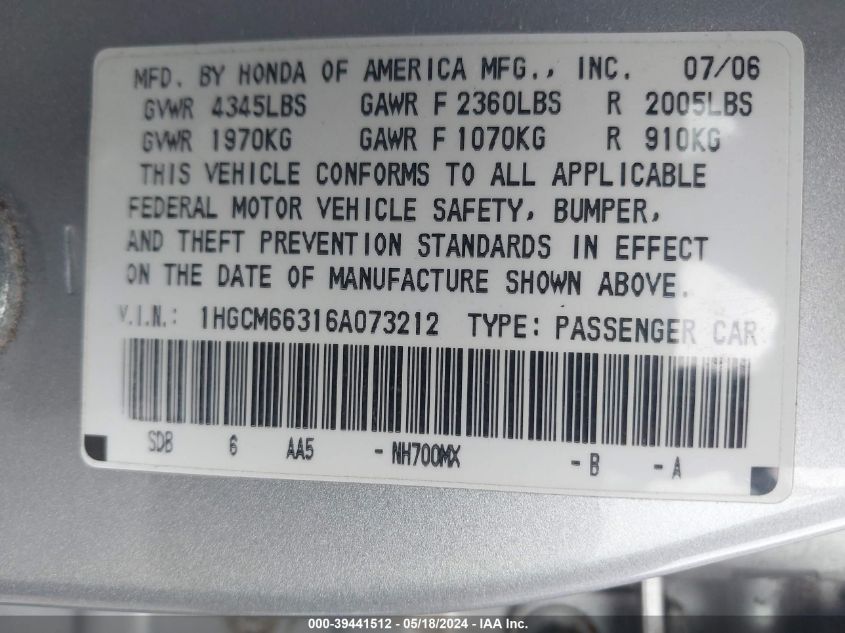 MFD. BY HONDA OF AMERICA MFG., INC. 07/06
GVWR 4345LBS GAWR F 2360LBS R 2005LBS
GVWR 1970KG GAWR F 1070KG R 910KG
THIS VEHICLE CONFORMS TO ALL APPLICABLE
FEDERAL MOTOR VEHICLE SAFETY, BUMPER,
AND THEFT PREVENTION STANDARDS IN EFFECT
ON THE DATE OF MANUFACTURE SHOWN ABOVE.
V.I.N.: 1HGCM66316A073212 TYPE: PASSENGER CAR
SDB 6 AA5 - NH700MX - B - A
000-39441512 - 05/18/2024 - IAA Inc.